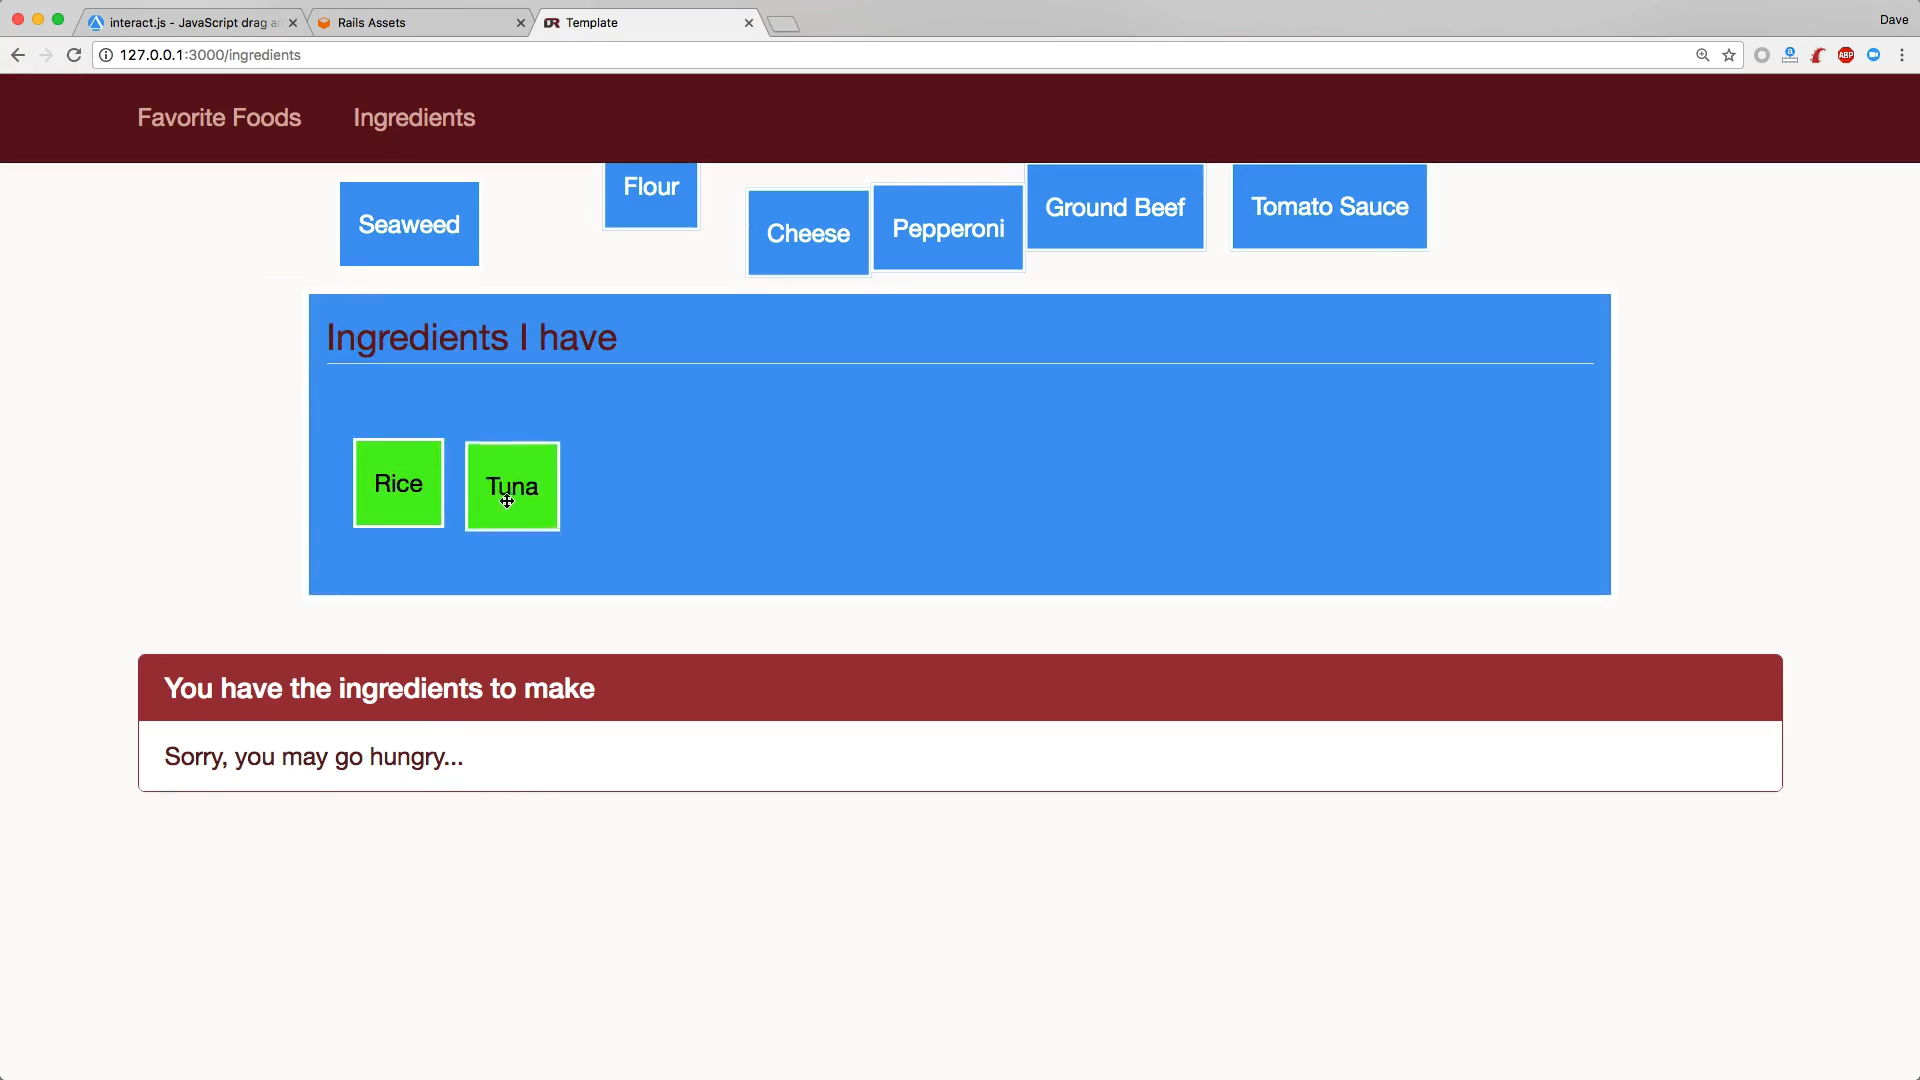 interact.js - JavaScript drag a
Rails Assets
Template
Dave
127.0.0.1:3000/ingredients
ABP
Favorite Foods
Ingredients
Seaweed
Flour
Cheese
Pepperoni
Ground Beef
Tomato Sauce
Ingredients I have
Rice
Tuna
You have the ingredients to make
Sorry, you may go hungry...